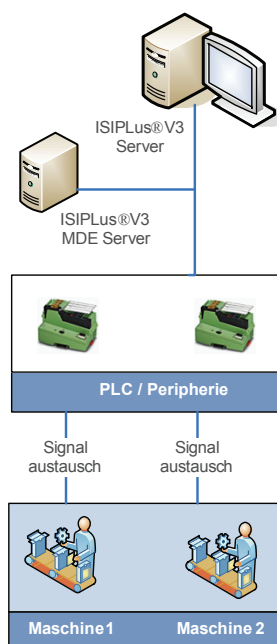 ISIPLus®V3
Server
ISIPLus®V3
MDE Server
PLC / Peripherie
Signal
austausch
Signal
austausch
Maschine1
Maschine 2